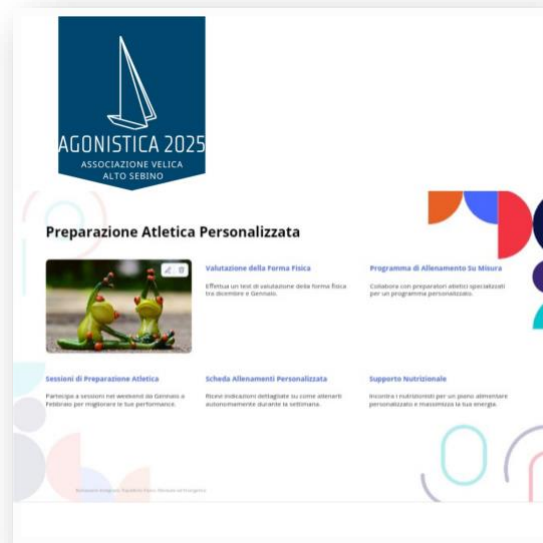 AGONISTICA 2025
ASSOCIAZIONE VELICA
ALTO SEBINO
Preparazione Atletica Personalizzata
Valutazione della Forma Fisica
Effettua un test di valutazione della forma fisica
tra dicembre e Gennaio.
Programma di Allenamento Su Misura
Collabora con preparatori atletici specializzati
per un programma personalizzato.
Sessioni di Preparazione Atletica
Partecipa a sessioni nel weekend da Gennaio a
Febbraio per migliorare le tue performance.
Scheda Allenamenti Personalizzata
Ricevi indicazioni dettagliate su come allenarti
autonomamente durante la settimana.
Supporto Nutrizionale
Incontra i nutrizionisti per un piano alimentare
personalizzato e massimizza la tua energia.